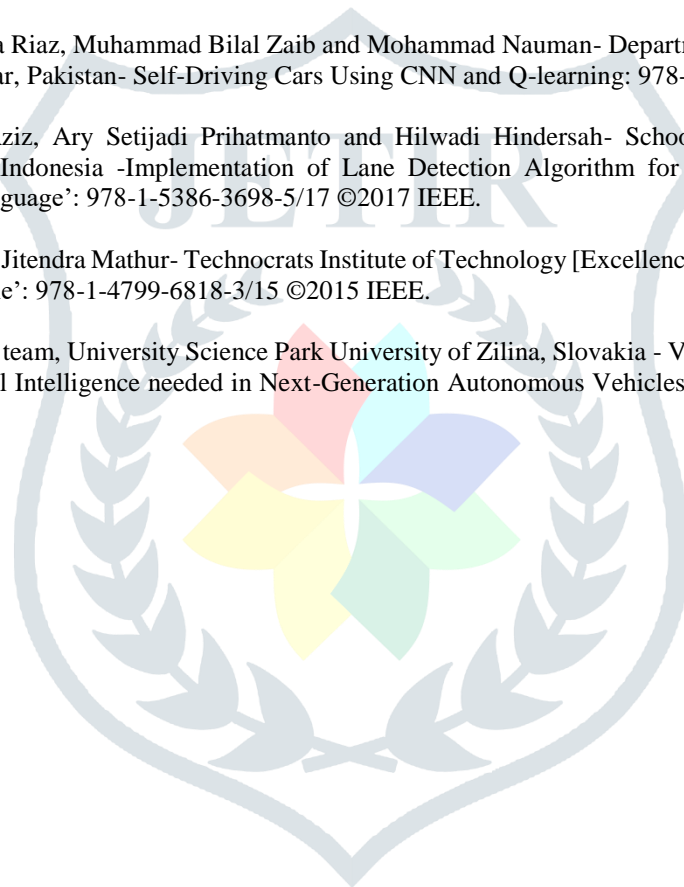 a Riaz, Muhammad Bilal Zaib and Mohammad Nauman- Departm
ar, Pakistan- Self-Driving Cars Using CNN and Q-learning: 978-
Aziz, Ary Setijadi Prihatmanto and Hilwadi Hindersah- Schoo
Indonesia -Implementation of Lane Detection Algorithm for
guage’: 978-1-5386-3698-5/17 ©2017 IEEE.
Jitendra Mathur- Technocrats Institute of Technology [Excellenc
le’: 978-1-4799-6818-3/15 ©2015 IEEE.
team, University Science Park University of Zilina, Slovakia - V
l Intelligence needed in Next-Generation Autonomous Vehicles
JETIR